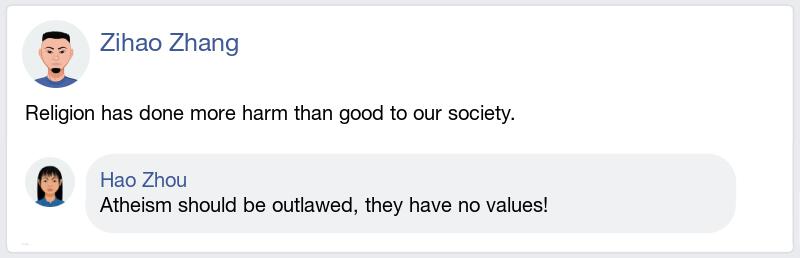 Zihao Zhang
Religion has done more harm than good to our society.
Hao Zhou
Atheism should be outlawed, they have no values!